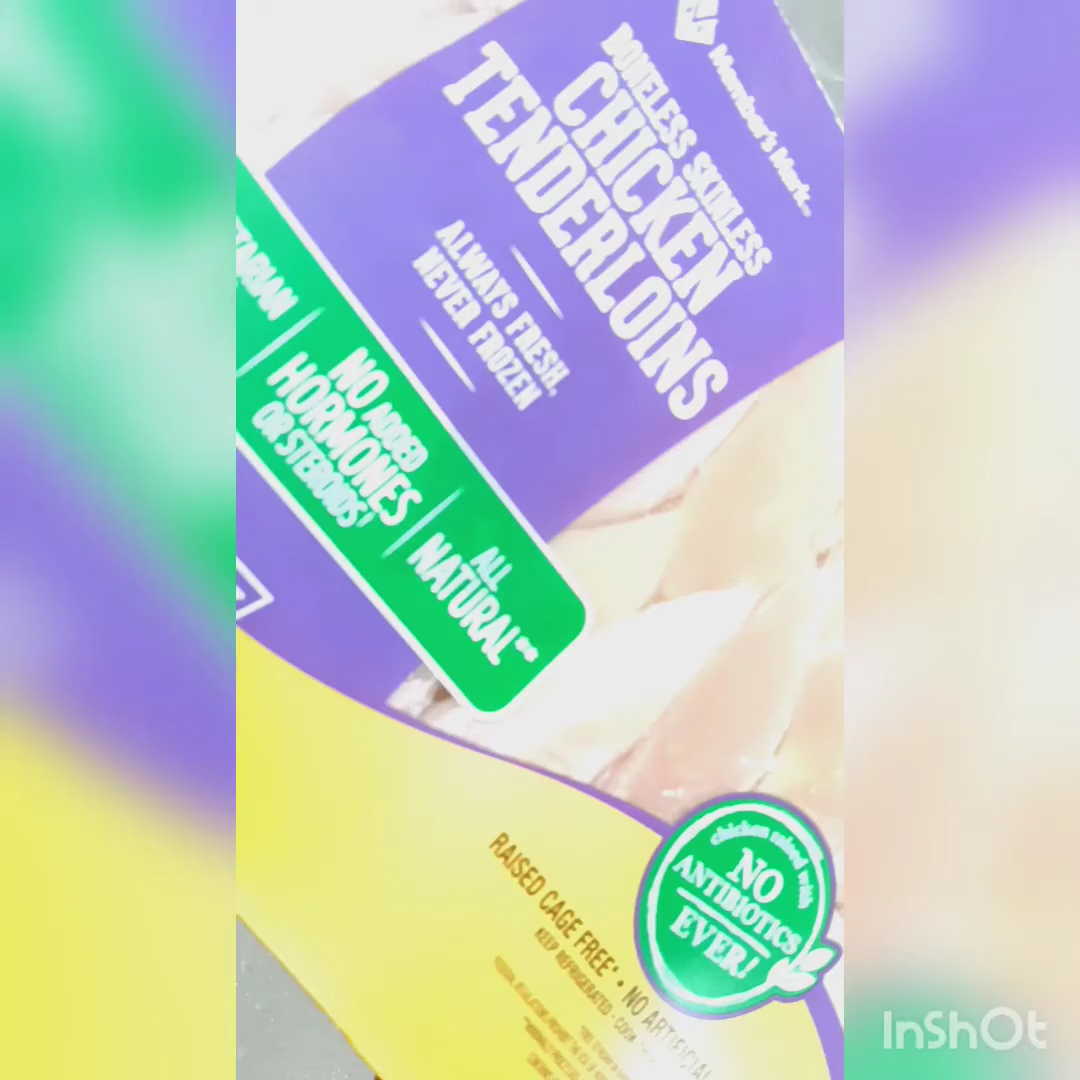 Member's Mark
BONELESS SKINLESS
CHICKEN
TENDERLOINS
ALWAYS FRESH,
NEVER FROZEN
NO ADDED
HORMONES
OR STEROIDS†
ALL
NATURAL**
chicken raised with
NO
ANTIBIOTICS
EVER!
RAISED CAGE FREE* • NO ARTIFICIAL
KEEP REFRIGERATED
InShOt